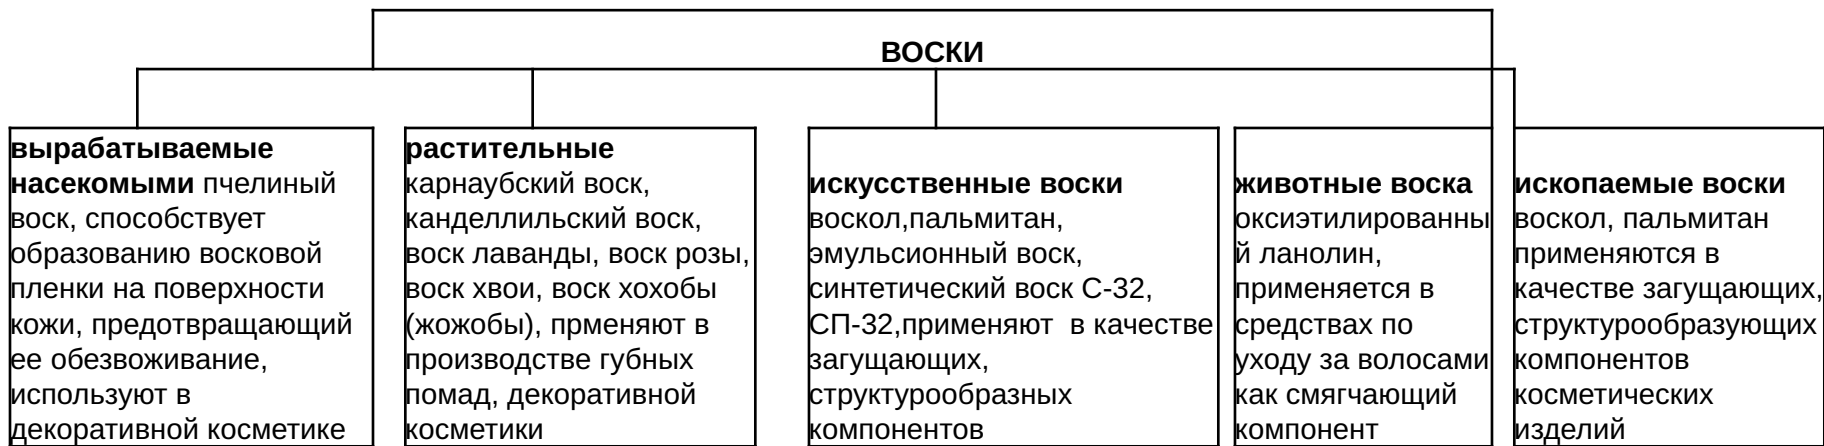 ВОСКИ
вырабатываемые
насекомыми пчелиный
воск, способствует
образованию восковой
пленки на поверхности
кожи, предотвращающий
ее обезвоживание,
используют в
декоративной косметике
растительные
карнаубский воск,
канделлильский воск,
воск лаванды, воск розы,
воск хвои, воск хохобы
(жожобы), прменяют в
производстве губных
помад, декоративной
косметики
искусственные воски
воскол,пальмитан,
эмульсионный воск,
синтетический воск С-32,
СП-32,применяют в качестве
загущающих,
структурообразных
компонентов
животные воска
оксиэтилированны
й ланолин,
применяется в
средствах по
уходу за волосами
как смягчающий
компонент
ископаемые воски
воскол, пальмитан
применяются в
качестве загущающих,
структурообразующих
компонентов
косметических
изделий